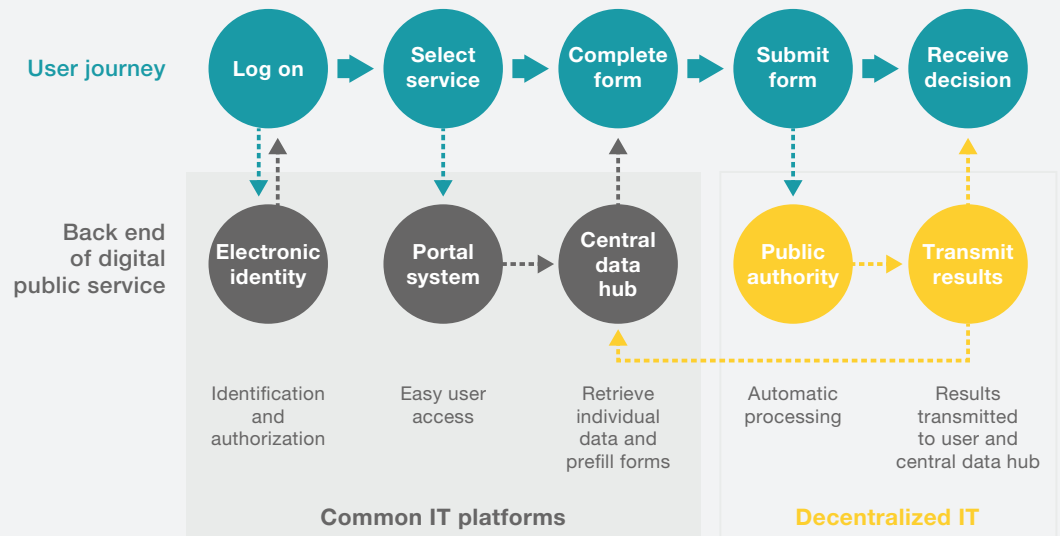 User journey
Log on
Select
service
Complete
form
Submit
form
Receive
decision
Back end
of digital
public service
Electronic
identity
Portal
system
Central
data
hub
Public
authority
Transmit
results
Identification
and
authorization
Easy user
access
Retrieve
individual
data and
prefill forms
Automatic
processing
Results
transmitted
to user and
central data hub
Common IT platforms
Decentralized IT